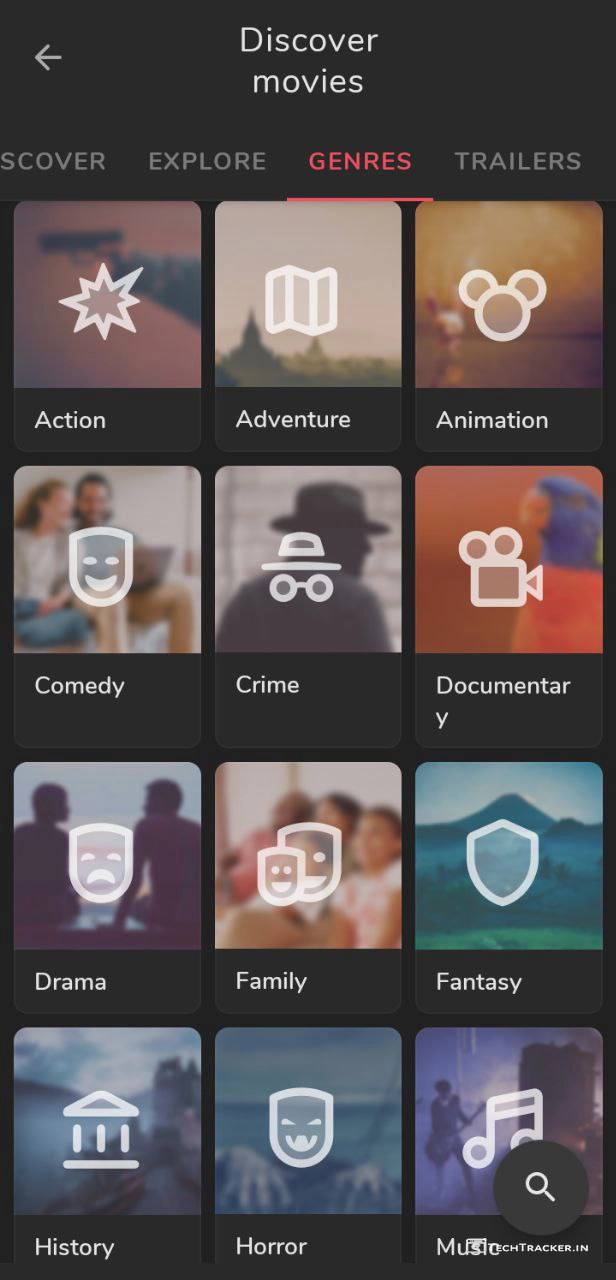 Discover
movies
SCOVER EXPLORE GENRES TRAILERS
Action Adventure Animation
Comedy Crime Documentar
y
Drama Family Fantasy
History Horror Music
TECHTRACKER.IN